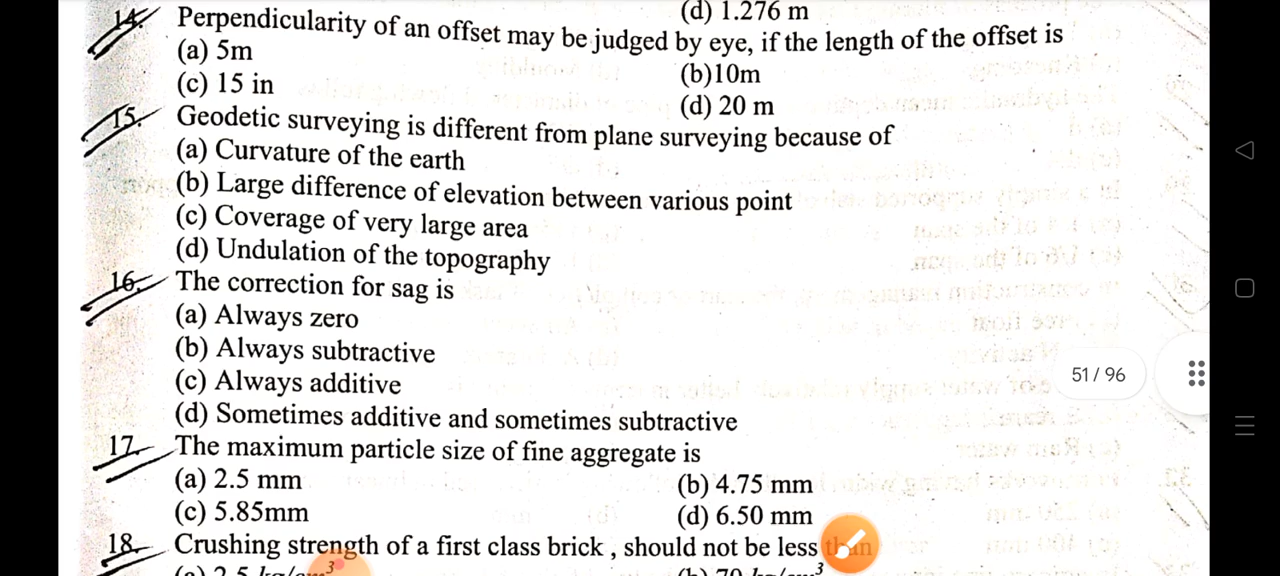 (d) 1.276 m
14. Perpendicularity of an offset may be judged by eye, if the length of the offset is
(a) 5m
(b)10m
(c) 15 in
(d) 20 m
15. Geodetic surveying is different from plane surveying because of
(a) Curvature of the earth
(b) Large difference of elevation between various point
(c) Coverage of very large area
(d) Undulation of the topography
16. The correction for sag is
(a) Always zero
(b) Always subtractive
(c) Always additive
(d) Sometimes additive and sometimes subtractive
51 / 96
17. The maximum particle size of fine aggregate is
(a) 2.5 mm
(b) 4.75 mm
(c) 5.85mm
(d) 6.50 mm
18. Crushing strength of a first class brick , should not be less than